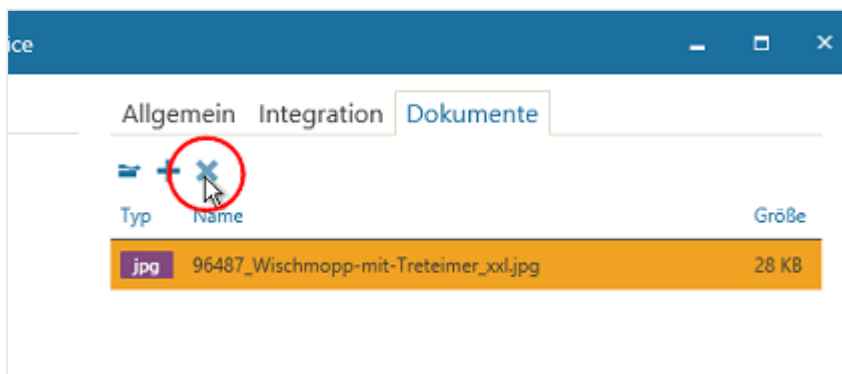 ice
Allgemein Integration Dokumente
Typ Name Größe
jpg 96487_Wischmopp-mit-Treteimer_xxl.jpg 28 KB